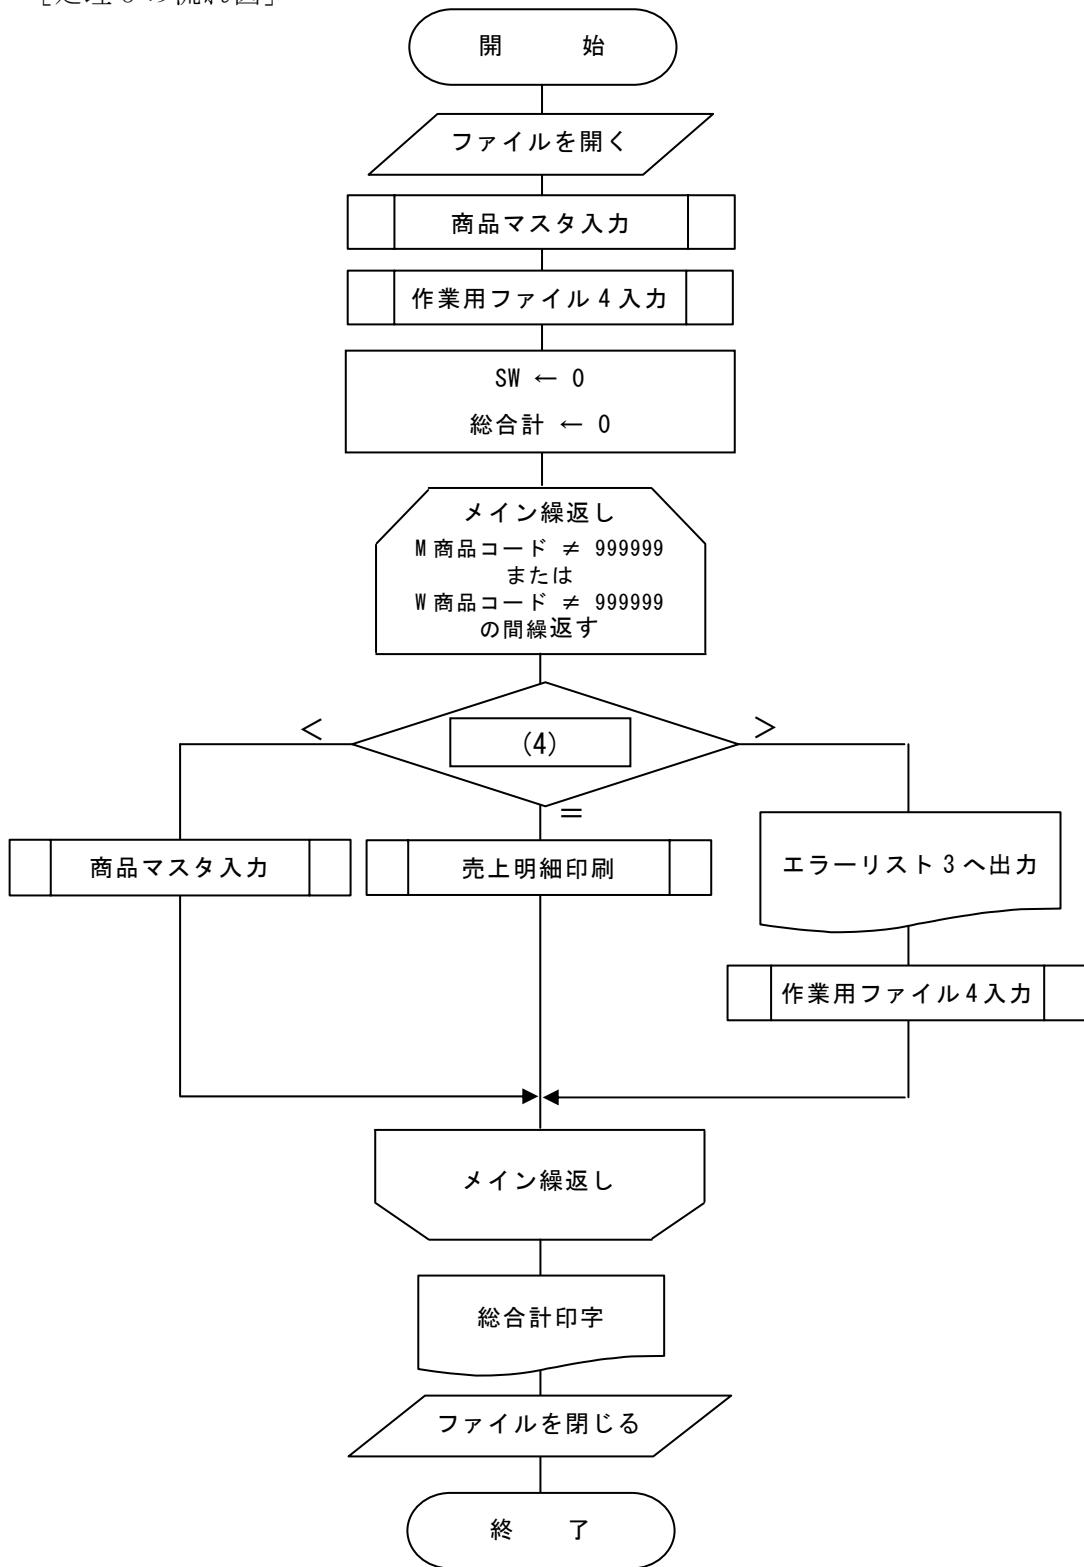 開 始
ファイルを開く
商品マスタ入力
作業用ファイル4入力
SW ← 0
総合計 ← 0
メイン繰返し
M商品コード ≠ 999999
または
W商品コード ≠ 999999
の間繰返す
＜
(4)
＞
＝
商品マスタ入力
売上明細印刷
エラーリスト3へ出力
作業用ファイル4入力
メイン繰返し
総合計印字
ファイルを閉じる
終 了